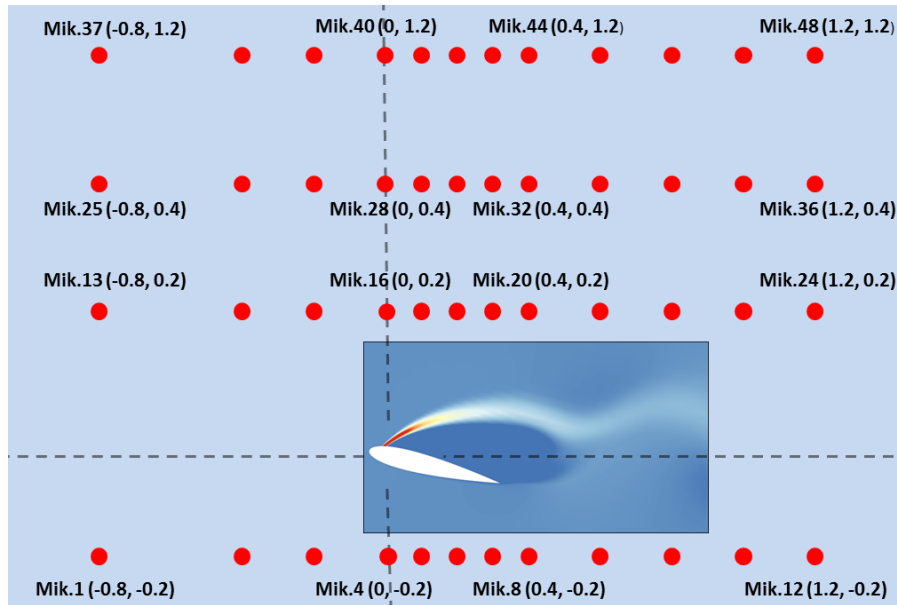 Mik.37 (-0.8, 1.2) Mik.40 (0, 1.2) Mik.44 (0.4, 1.2) Mik.48 (1.2, 1.2)
Mik.25 (-0.8, 0.4) Mik.28 (0, 0.4) Mik.32 (0.4, 0.4) Mik.36 (1.2, 0.4)
Mik.13 (-0.8, 0.2) Mik.16 (0, 0.2) Mik.20 (0.4, 0.2) Mik.24 (1.2, 0.2)
Mik.1 (-0.8, -0.2) Mik.4 (0, -0.2) Mik.8 (0.4, -0.2) Mik.12 (1.2, -0.2)